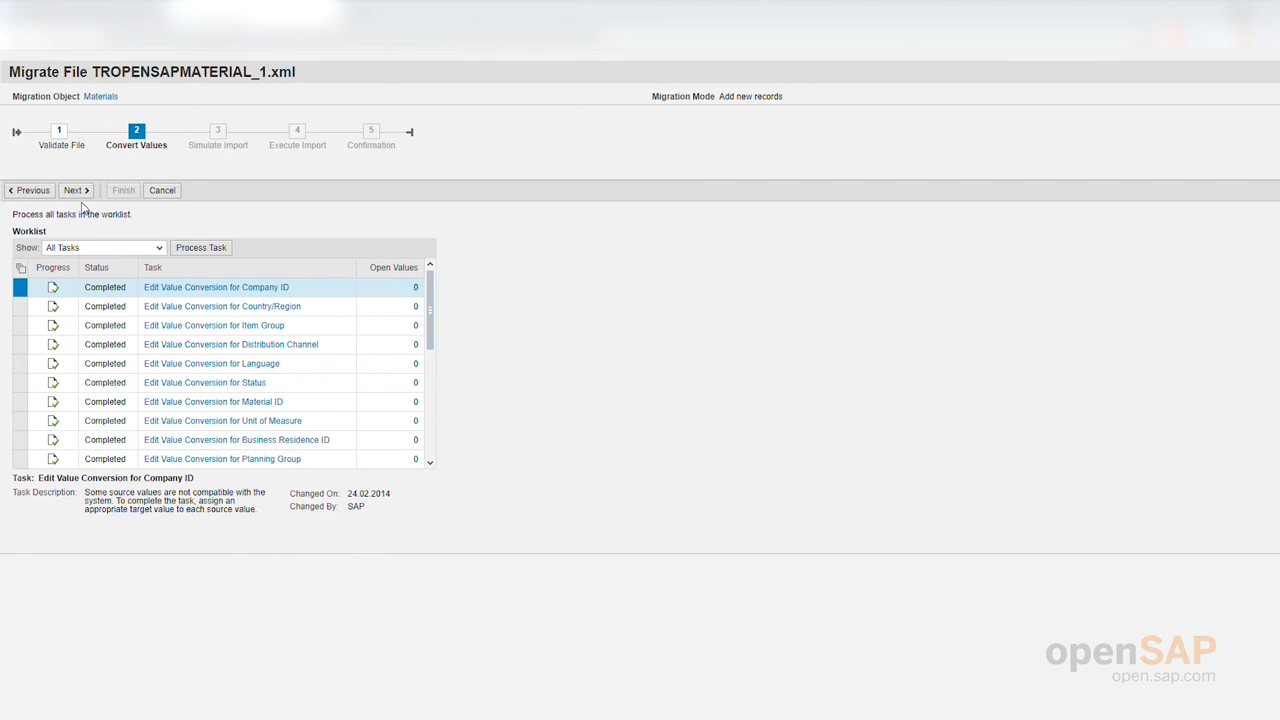 Migrate File TROPENSAPMATERIAL_1.xml
Migration Object Materials Migration Mode Add new records
1 2 3 4 5
Validate File Convert Values Simulate Import Execute Import Confirmation
Previous Next Finish Cancel
Process all tasks in the worklist.
Worklist
Show: All Tasks Process Task
Progress Status Task Open Values
Completed Edit Value Conversion for Company ID 0
Completed Edit Value Conversion for Country/Region 0
Completed Edit Value Conversion for Item Group 0
Completed Edit Value Conversion for Distribution Channel 0
Completed Edit Value Conversion for Language 0
Completed Edit Value Conversion for Status 0
Completed Edit Value Conversion for Material ID 0
Completed Edit Value Conversion for Unit of Measure 0
Completed Edit Value Conversion for Business Residence ID 0
Completed Edit Value Conversion for Planning Group 0
Task: Edit Value Conversion for Company ID
Task Description: Some source values are not compatible with the Changed On: 24.02.2014
system. To complete the task, assign an
appropriate target value to each source value. Changed By: SAP
openSAP
open.sap.com